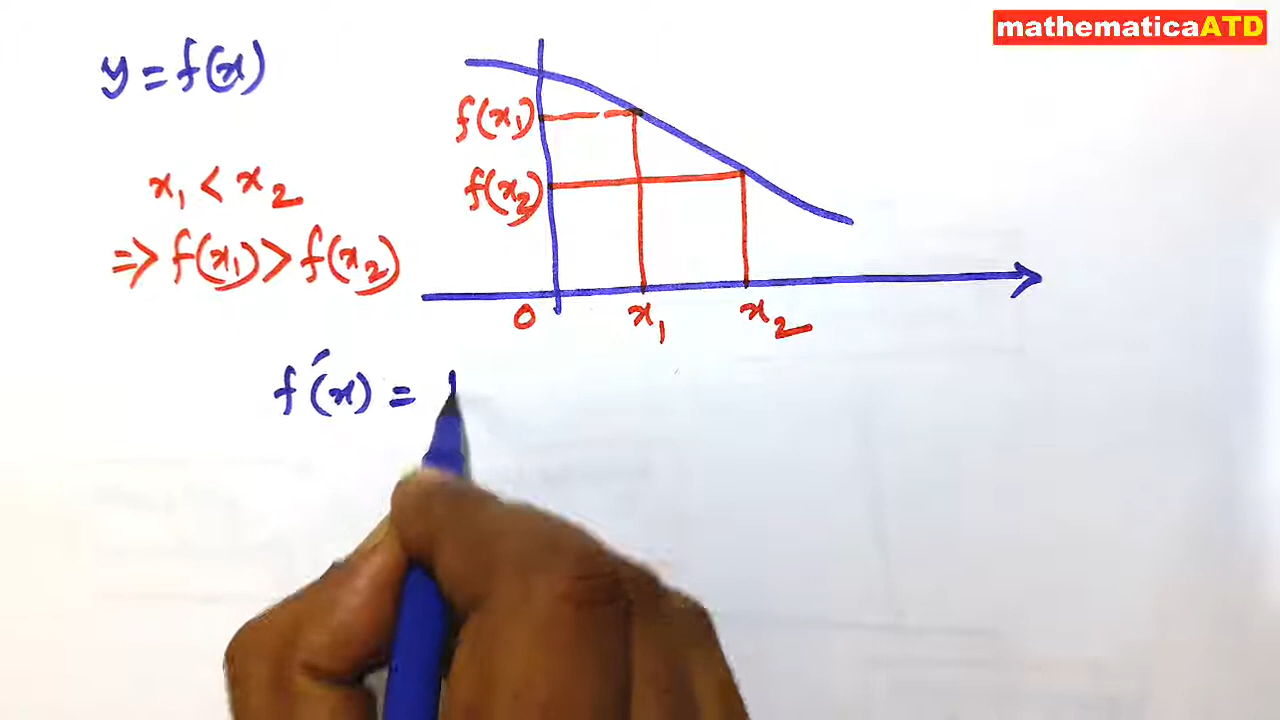 mathematicaATD
y = f(x)
f(x₁)
x₁ < x₂
f(x₂)
⇒ f(x₁) > f(x₂)
0 x₁ x₂
f′(x) =